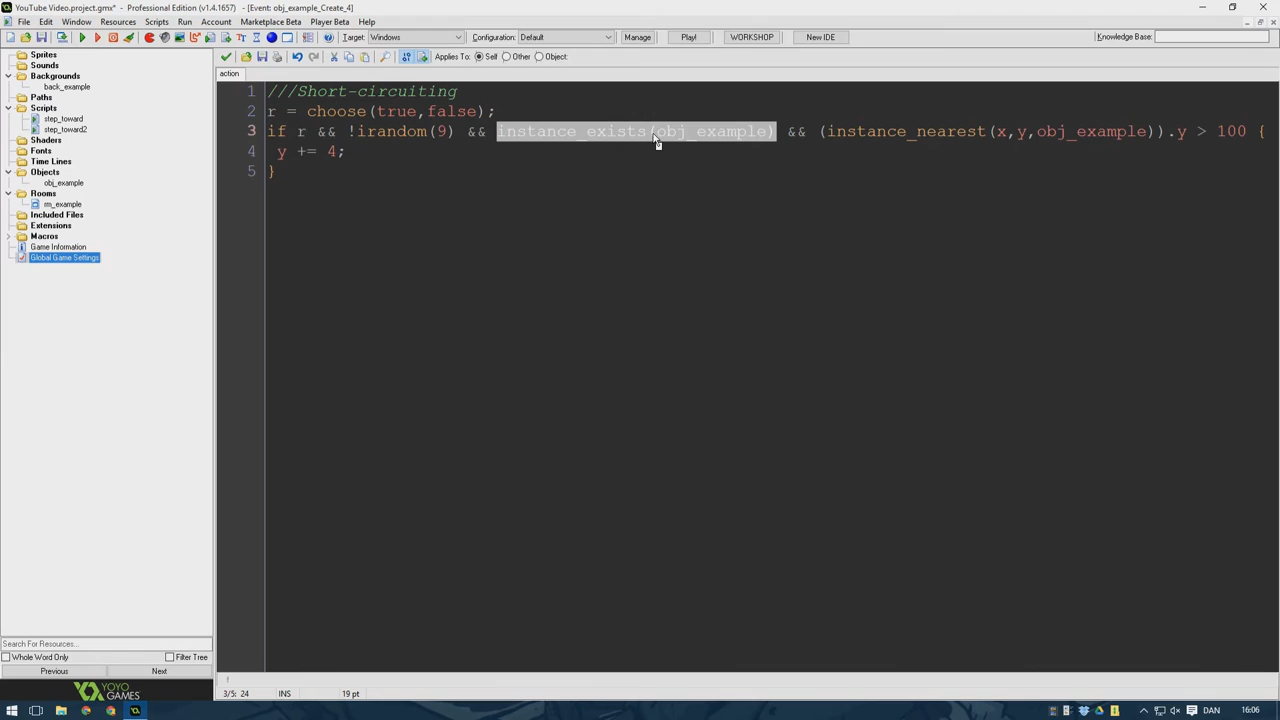 YouTube Video.project.gmx* - Professional Edition (v1.4.1657) - [Event: obj_example_Create_4]
File Edit Window Resources Scripts Run Account Marketplace Beta Player Beta Help
Target: Windows Configuration: Default Manage Play! WORKSHOP New IDE Knowledge Base:
Applies To: Self Other Object:
action
Sprites
Sounds
Backgrounds
back_example
Paths
Scripts
step_toward
step_toward2
Shaders
Fonts
Time Lines
Objects
obj_example
Rooms
rm_example
Included Files
Extensions
Macros
Game Information
Global Game Settings
1 ///Short-circuiting
2 r = choose(true,false);
3 if r && !irandom(9) && instance_exists(obj_example) && (instance_nearest(x,y,obj_example)).y > 100 {
4 y += 4;
5 }
Search For Resources...
Whole Word Only Filter Tree
Previous Next
YOYO GAMES
3/5: 24 INS 19 pt
DAN 16:06